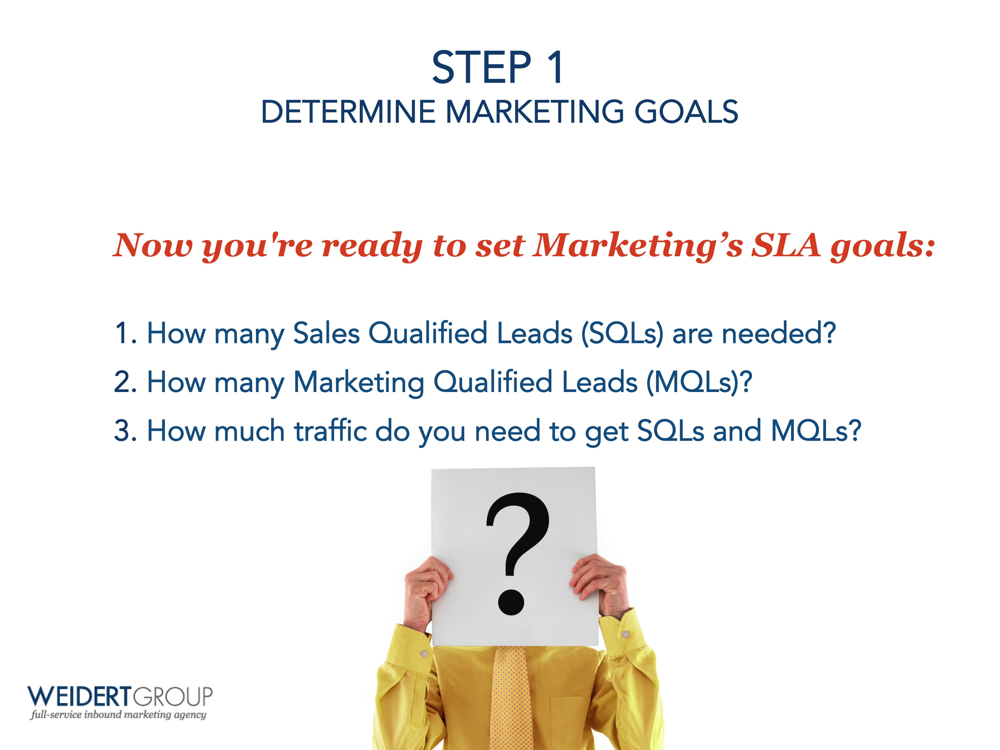 STEP 1
DETERMINE MARKETING GOALS
Now you're ready to set Marketing’s SLA goals:
1. How many Sales Qualified Leads (SQLs) are needed?
2. How many Marketing Qualified Leads (MQLs)?
3. How much traffic do you need to get SQLs and MQLs?
?
WEIDERTGROUP
full-service inbound marketing agency